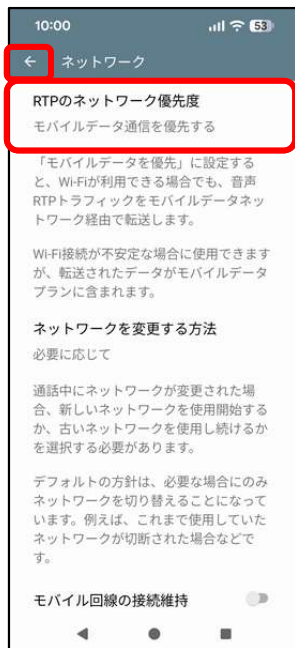 10:00 53
← ネットワーク
RTPのネットワーク優先度
モバイルデータ通信を優先する
「モバイルデータを優先」に設定する
と、Wi-Fiが利用できる場合でも、音声
RTPトラフィックをモバイルデータネッ
トワーク経由で転送します。
Wi-Fi接続が不安定な場合に使用できます
が、転送されたデータがモバイルデータ
プランに含まれます。
ネットワークを変更する方法
必要に応じて
通話中にネットワークが変更された場
合、新しいネットワークを使用開始する
か、古いネットワークを使用し続けるか
を選択する必要があります。
デフォルトの方針は、必要な場合にのみ
ネットワークを切り替えることになって
います。例えば、これまで使用していた
ネットワークが切断された場合などで
す。
モバイル回線の接続維持